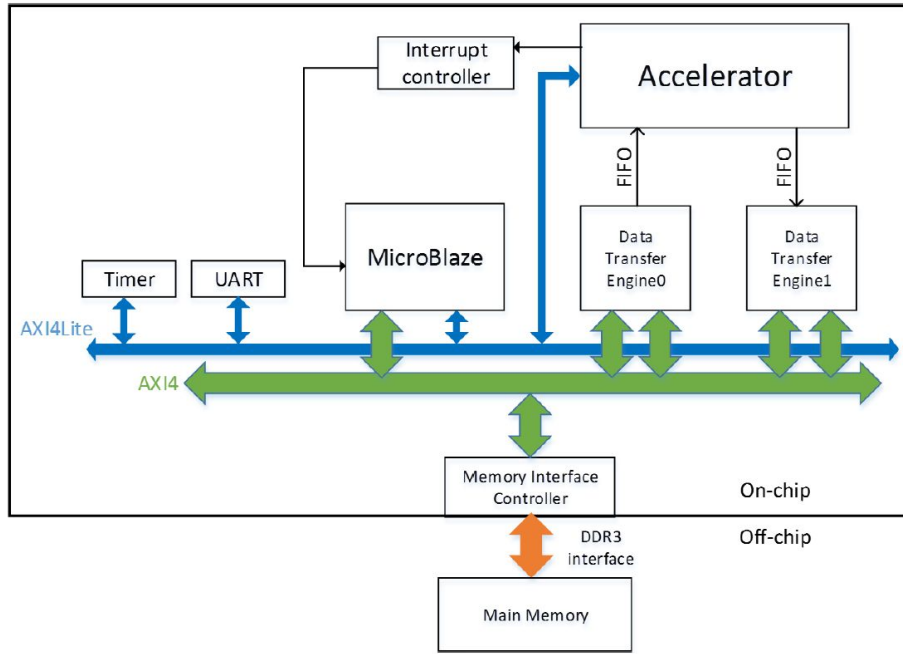 Interrupt
controller
Accelerator
FIFO
FIFO
MicroBlaze
Data
Transfer
Engine0
Data
Transfer
Engine1
Timer
UART
AXI4Lite
AXI4
Memory Interface
Controller
On-chip
Off-chip
DDR3
interface
Main Memory